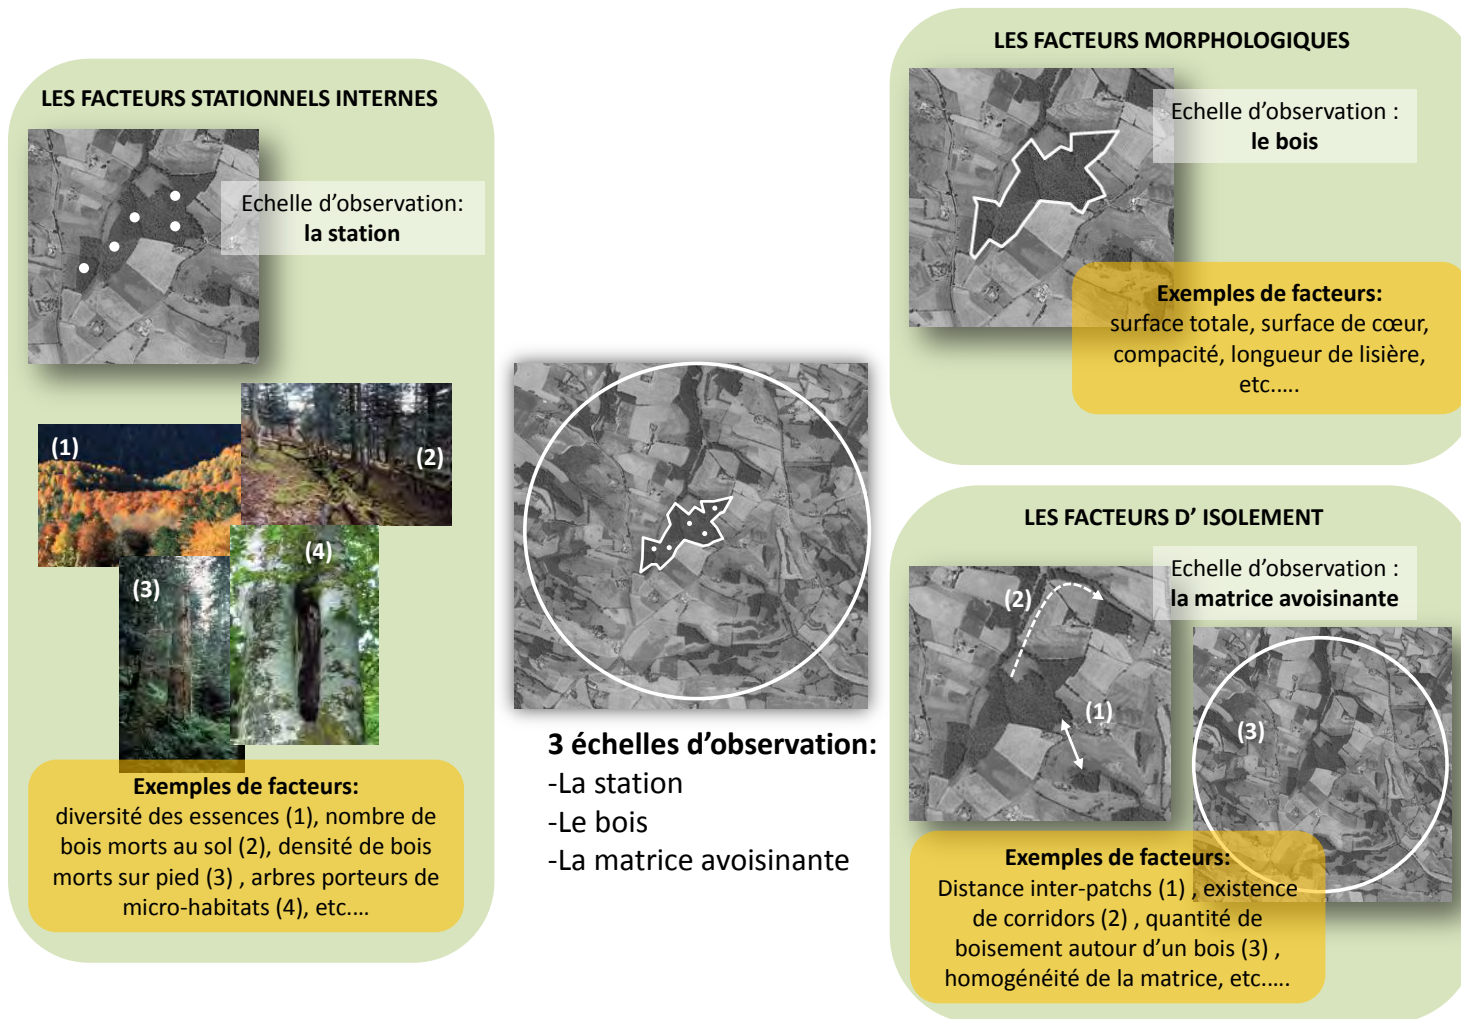 LES FACTEURS STATIONNELS INTERNES
Echelle d'observation:
la station
(1)
(2)
(3)
(4)
Exemples de facteurs:
diversité des essences (1), nombre de
bois morts au sol (2), densité de bois
morts sur pied (3) , arbres porteurs de
micro-habitats (4), etc....
3 échelles d'observation:
-La station
-Le bois
-La matrice avoisinante
LES FACTEURS MORPHOLOGIQUES
Echelle d'observation :
le bois
Exemples de facteurs:
surface totale, surface de cœur,
compacité, longueur de lisière,
etc.....
LES FACTEURS D' ISOLEMENT
Echelle d'observation :
la matrice avoisinante
(2)
(1)
(3)
Exemples de facteurs:
Distance inter-patchs (1) , existence
de corridors (2) , quantité de
boisement autour d'un bois (3) ,
homogénéité de la matrice, etc.....